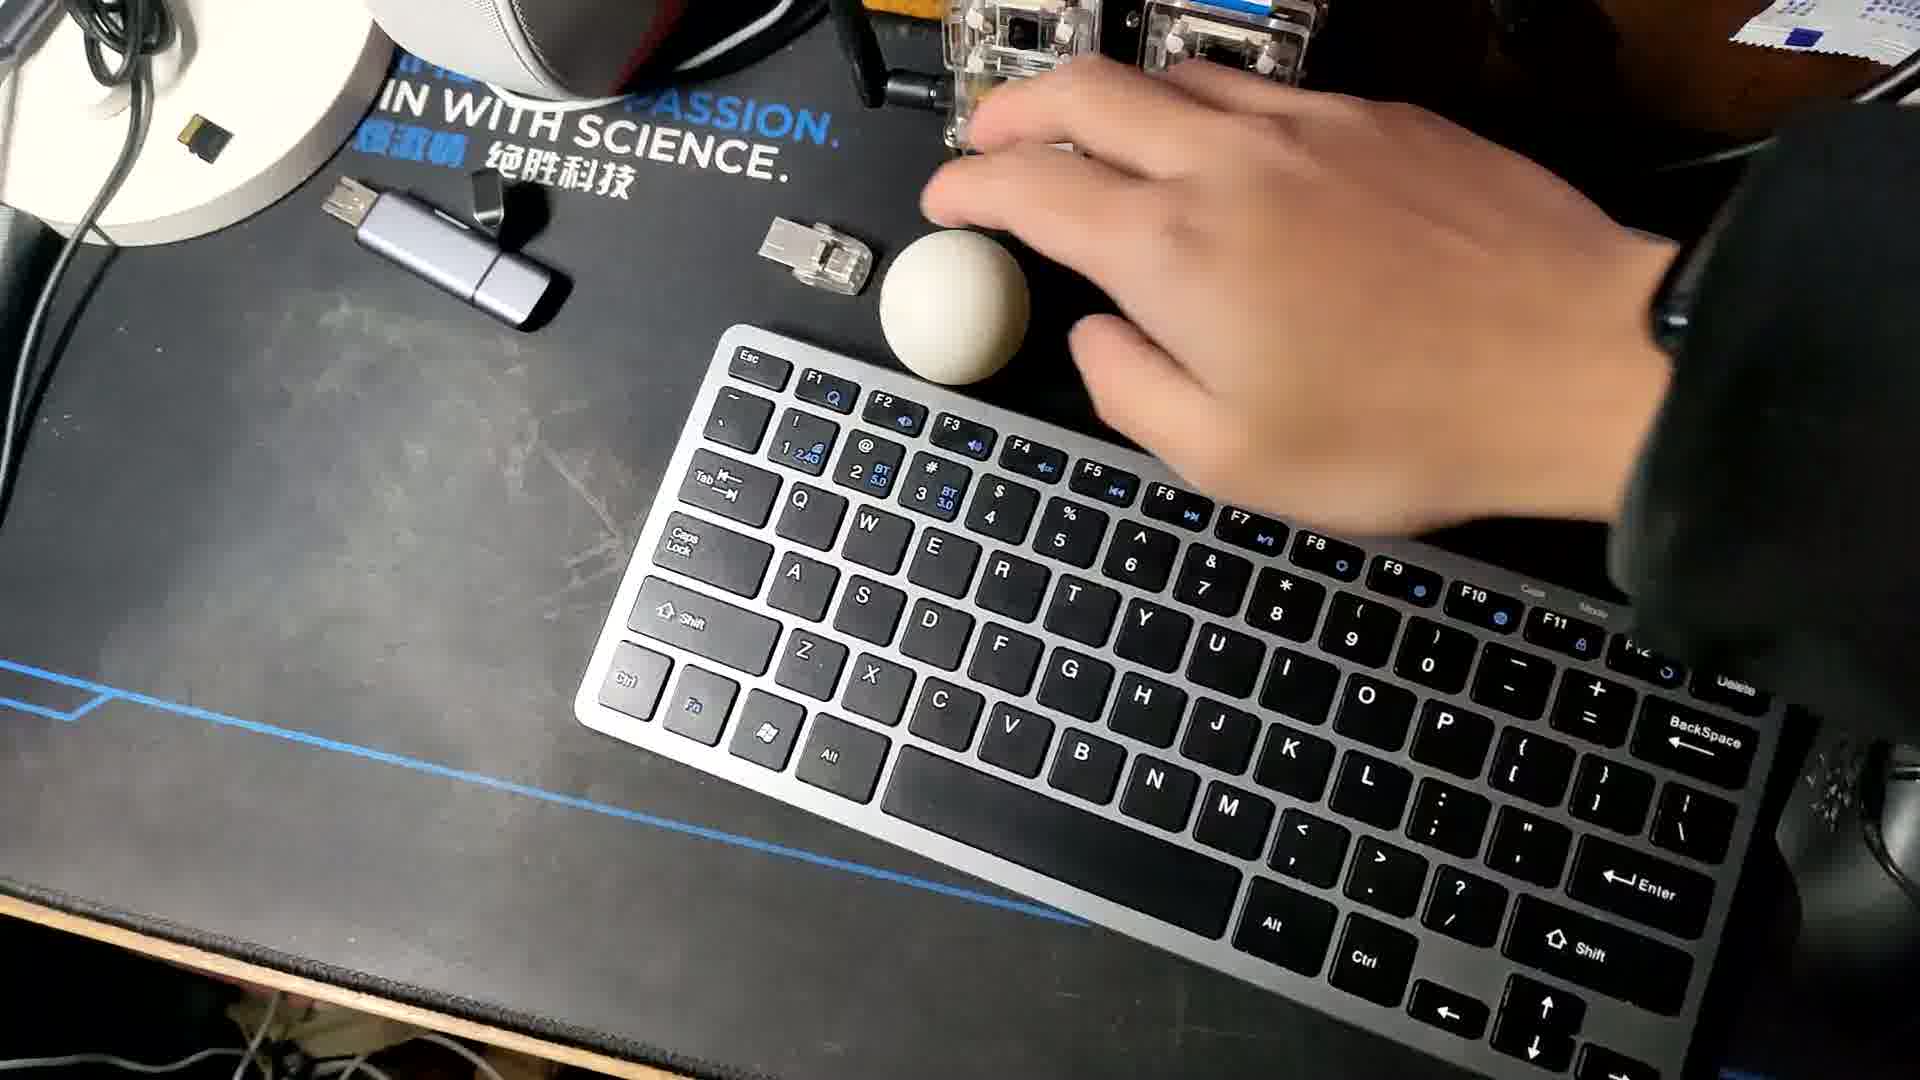 PASSION.
IN WITH SCIENCE.
绝胜科技
Esc
F1
F2
F3
F4
F5
F6
F7
F8
F9
F10
F11
F12
Caps
Mode
Delete
~ `
! 1 2.4G
@ 2 BT 5.0
# 3 BT 3.0
$ 4
% 5
^ 6
& 7
* 8
( 9
) 0
— -
+ =
BackSpace
Tab
Q
W
E
R
T
Y
U
I
O
P
{ [
} ]
| \
Caps Lock
A
S
D
F
G
H
J
K
L
: ;
" '
Enter
Shift
Z
X
C
V
B
N
M
< ,
> .
? /
Shift
Ctrl
Fn
Alt
Alt
Ctrl